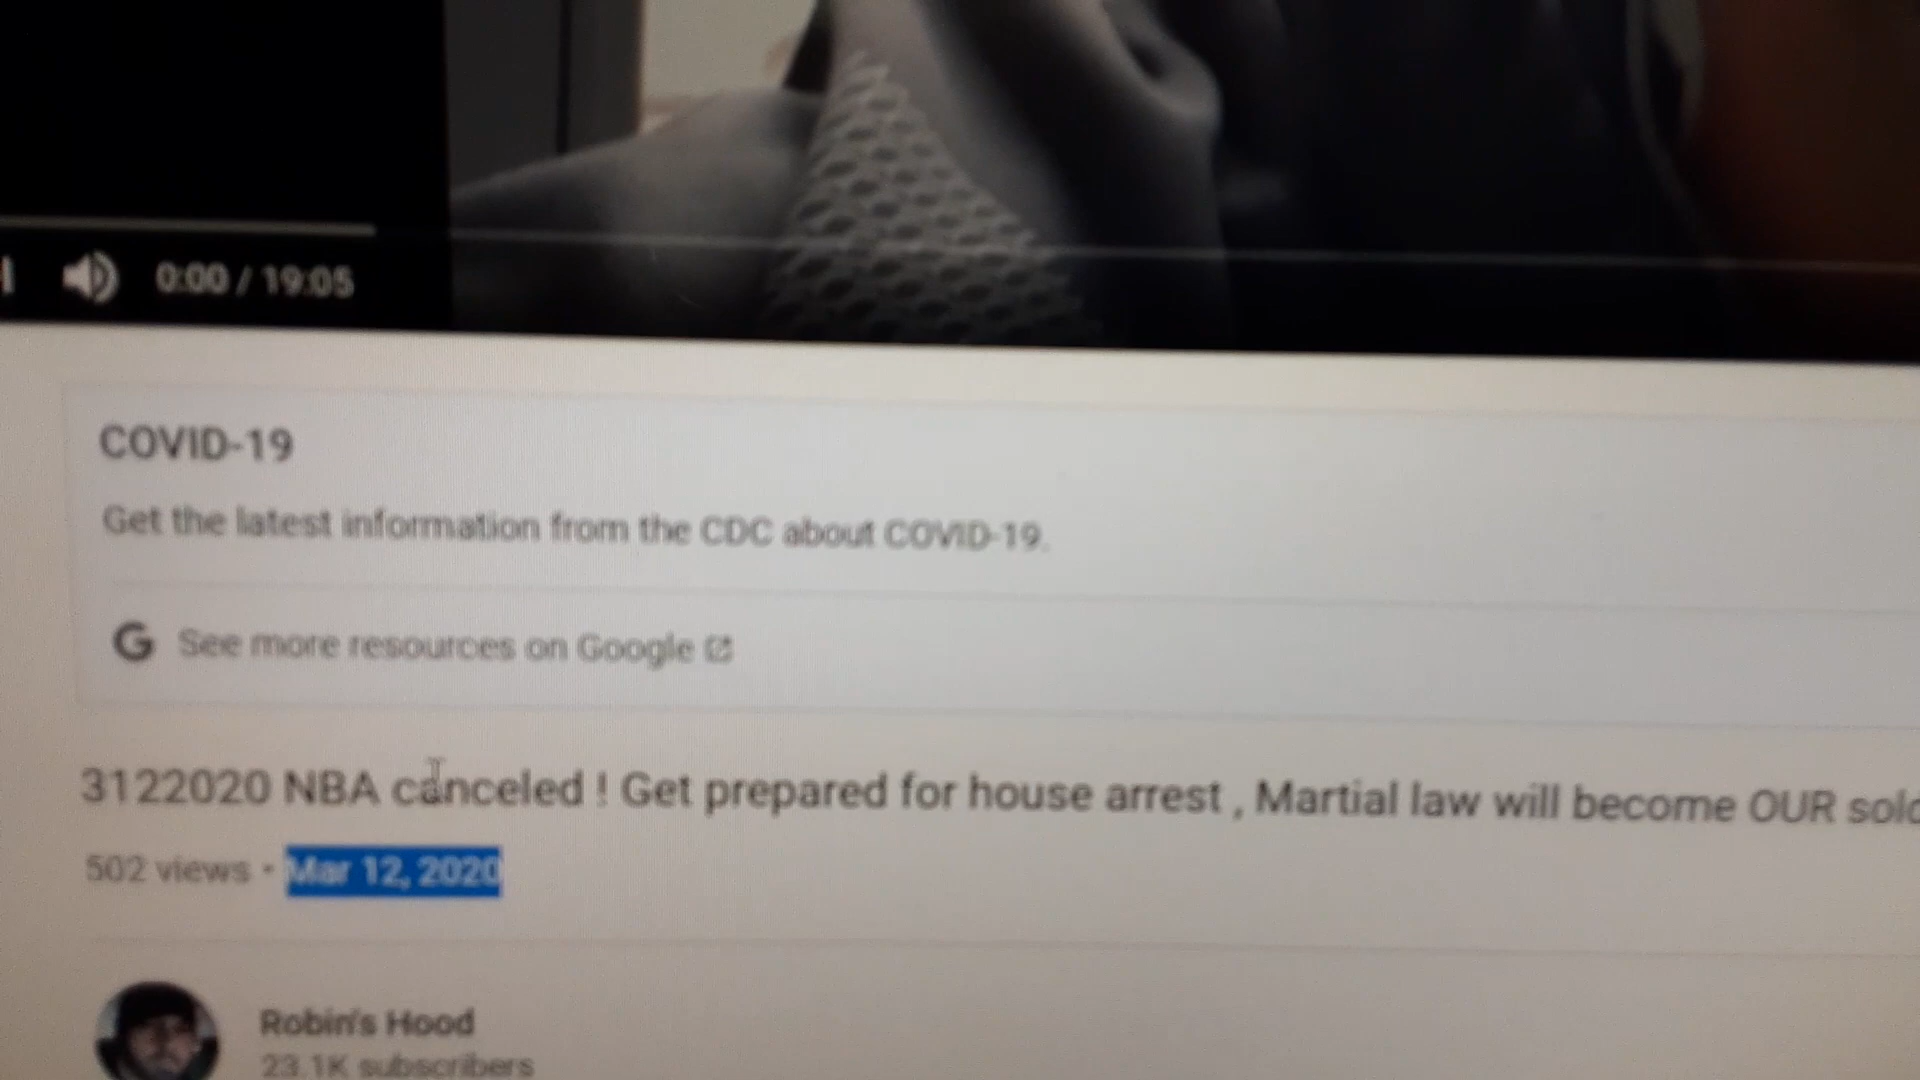 0:00 / 19:05
COVID-19
Get the latest information from the CDC about COVID-19.
G See more resources on Google
3122020 NBA canceled ! Get prepared for house arrest , Martial law will become OUR
502 views • Mar 12, 2020
Robin's Hood
23.1K subscribers